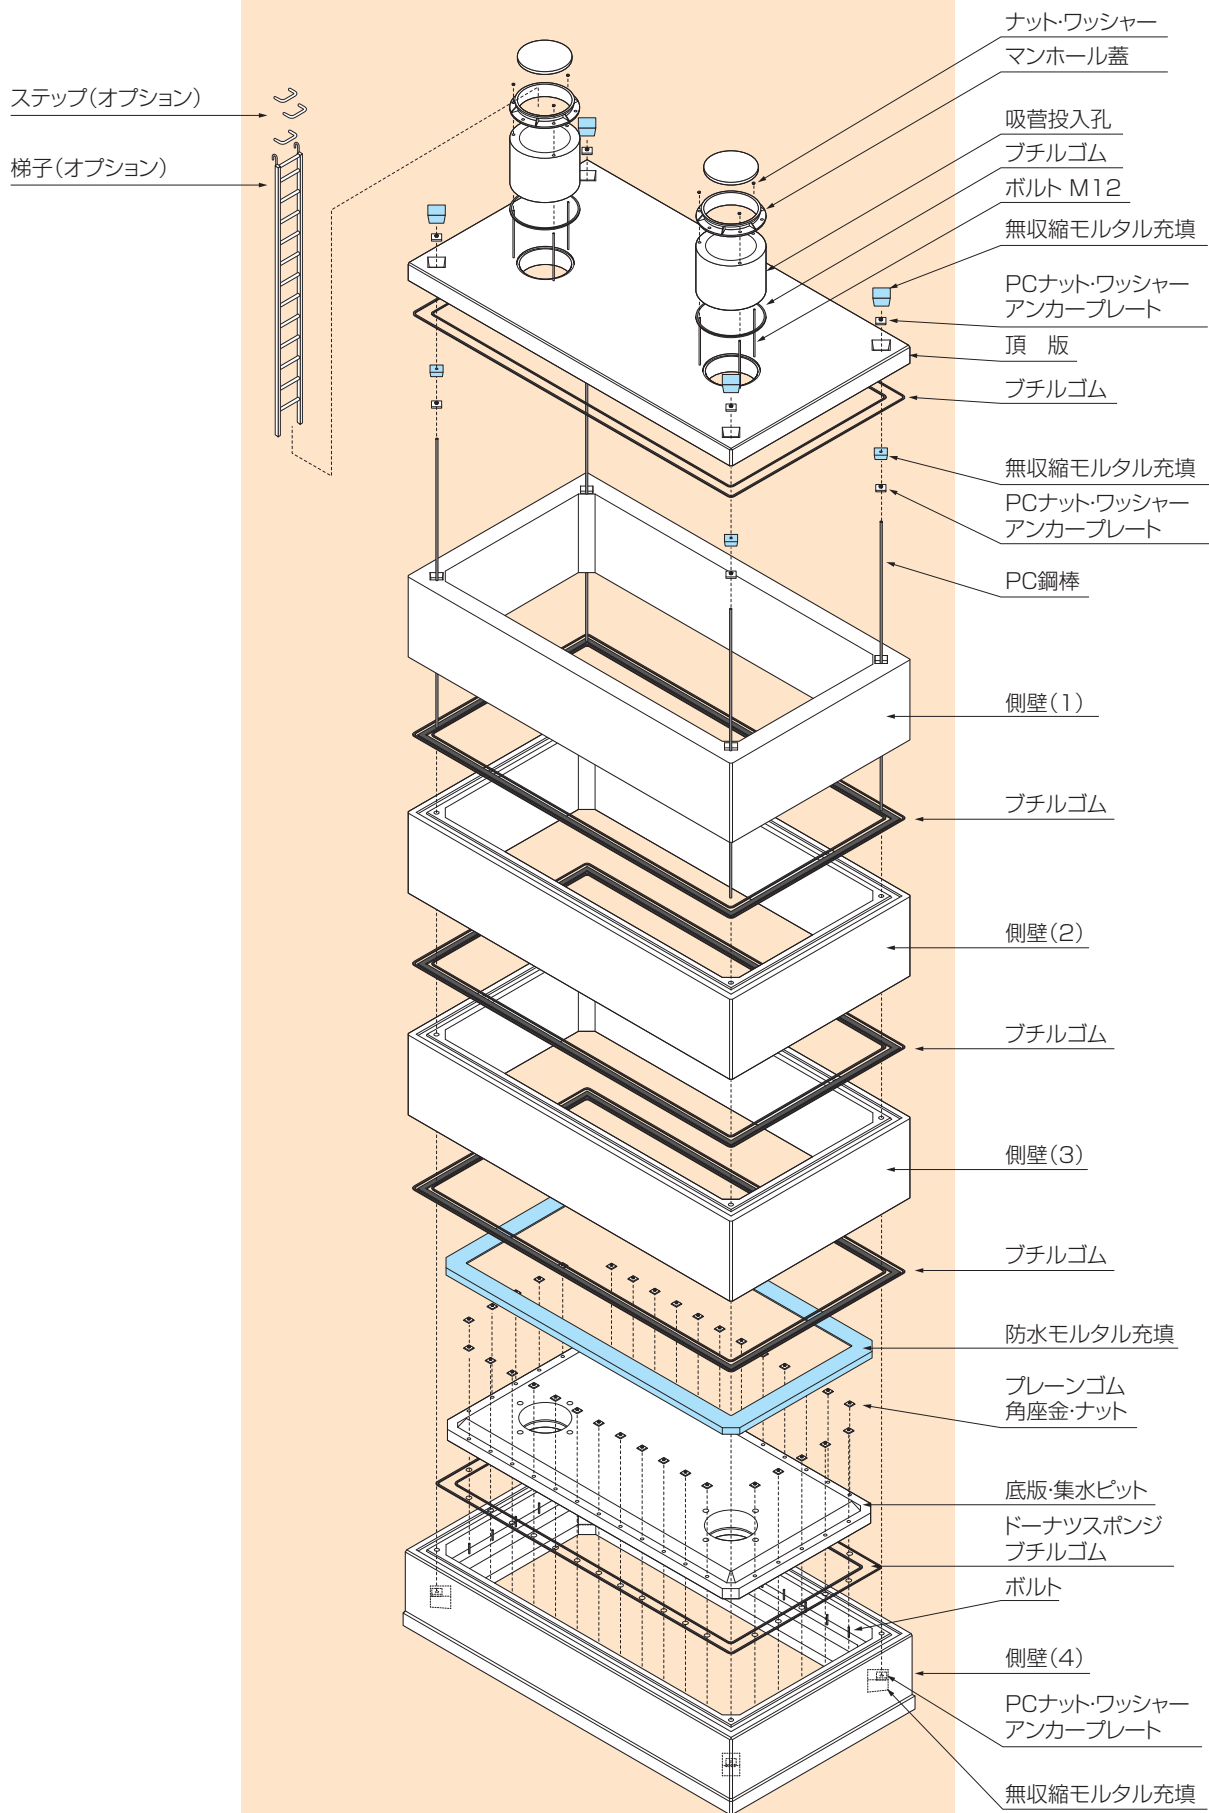 ステップ(オプション)
梯子(オプション)
ナット・ワッシャー
マンホール蓋
吸菅投入孔
ブチルゴム
ボルト M12
無収縮モルタル充填
PCナット・ワッシャー
アンカープレート
頂　版
ブチルゴム
無収縮モルタル充填
PCナット・ワッシャー
アンカープレート
PC鋼棒
側壁(1)
ブチルゴム
側壁(2)
ブチルゴム
側壁(3)
ブチルゴム
防水モルタル充填
プレーンゴム
角座金・ナット
底版・集水ピット
ドーナツスポンジ
ブチルゴム
ボルト
側壁(4)
PCナット・ワッシャー
アンカープレート
無収縮モルタル充填